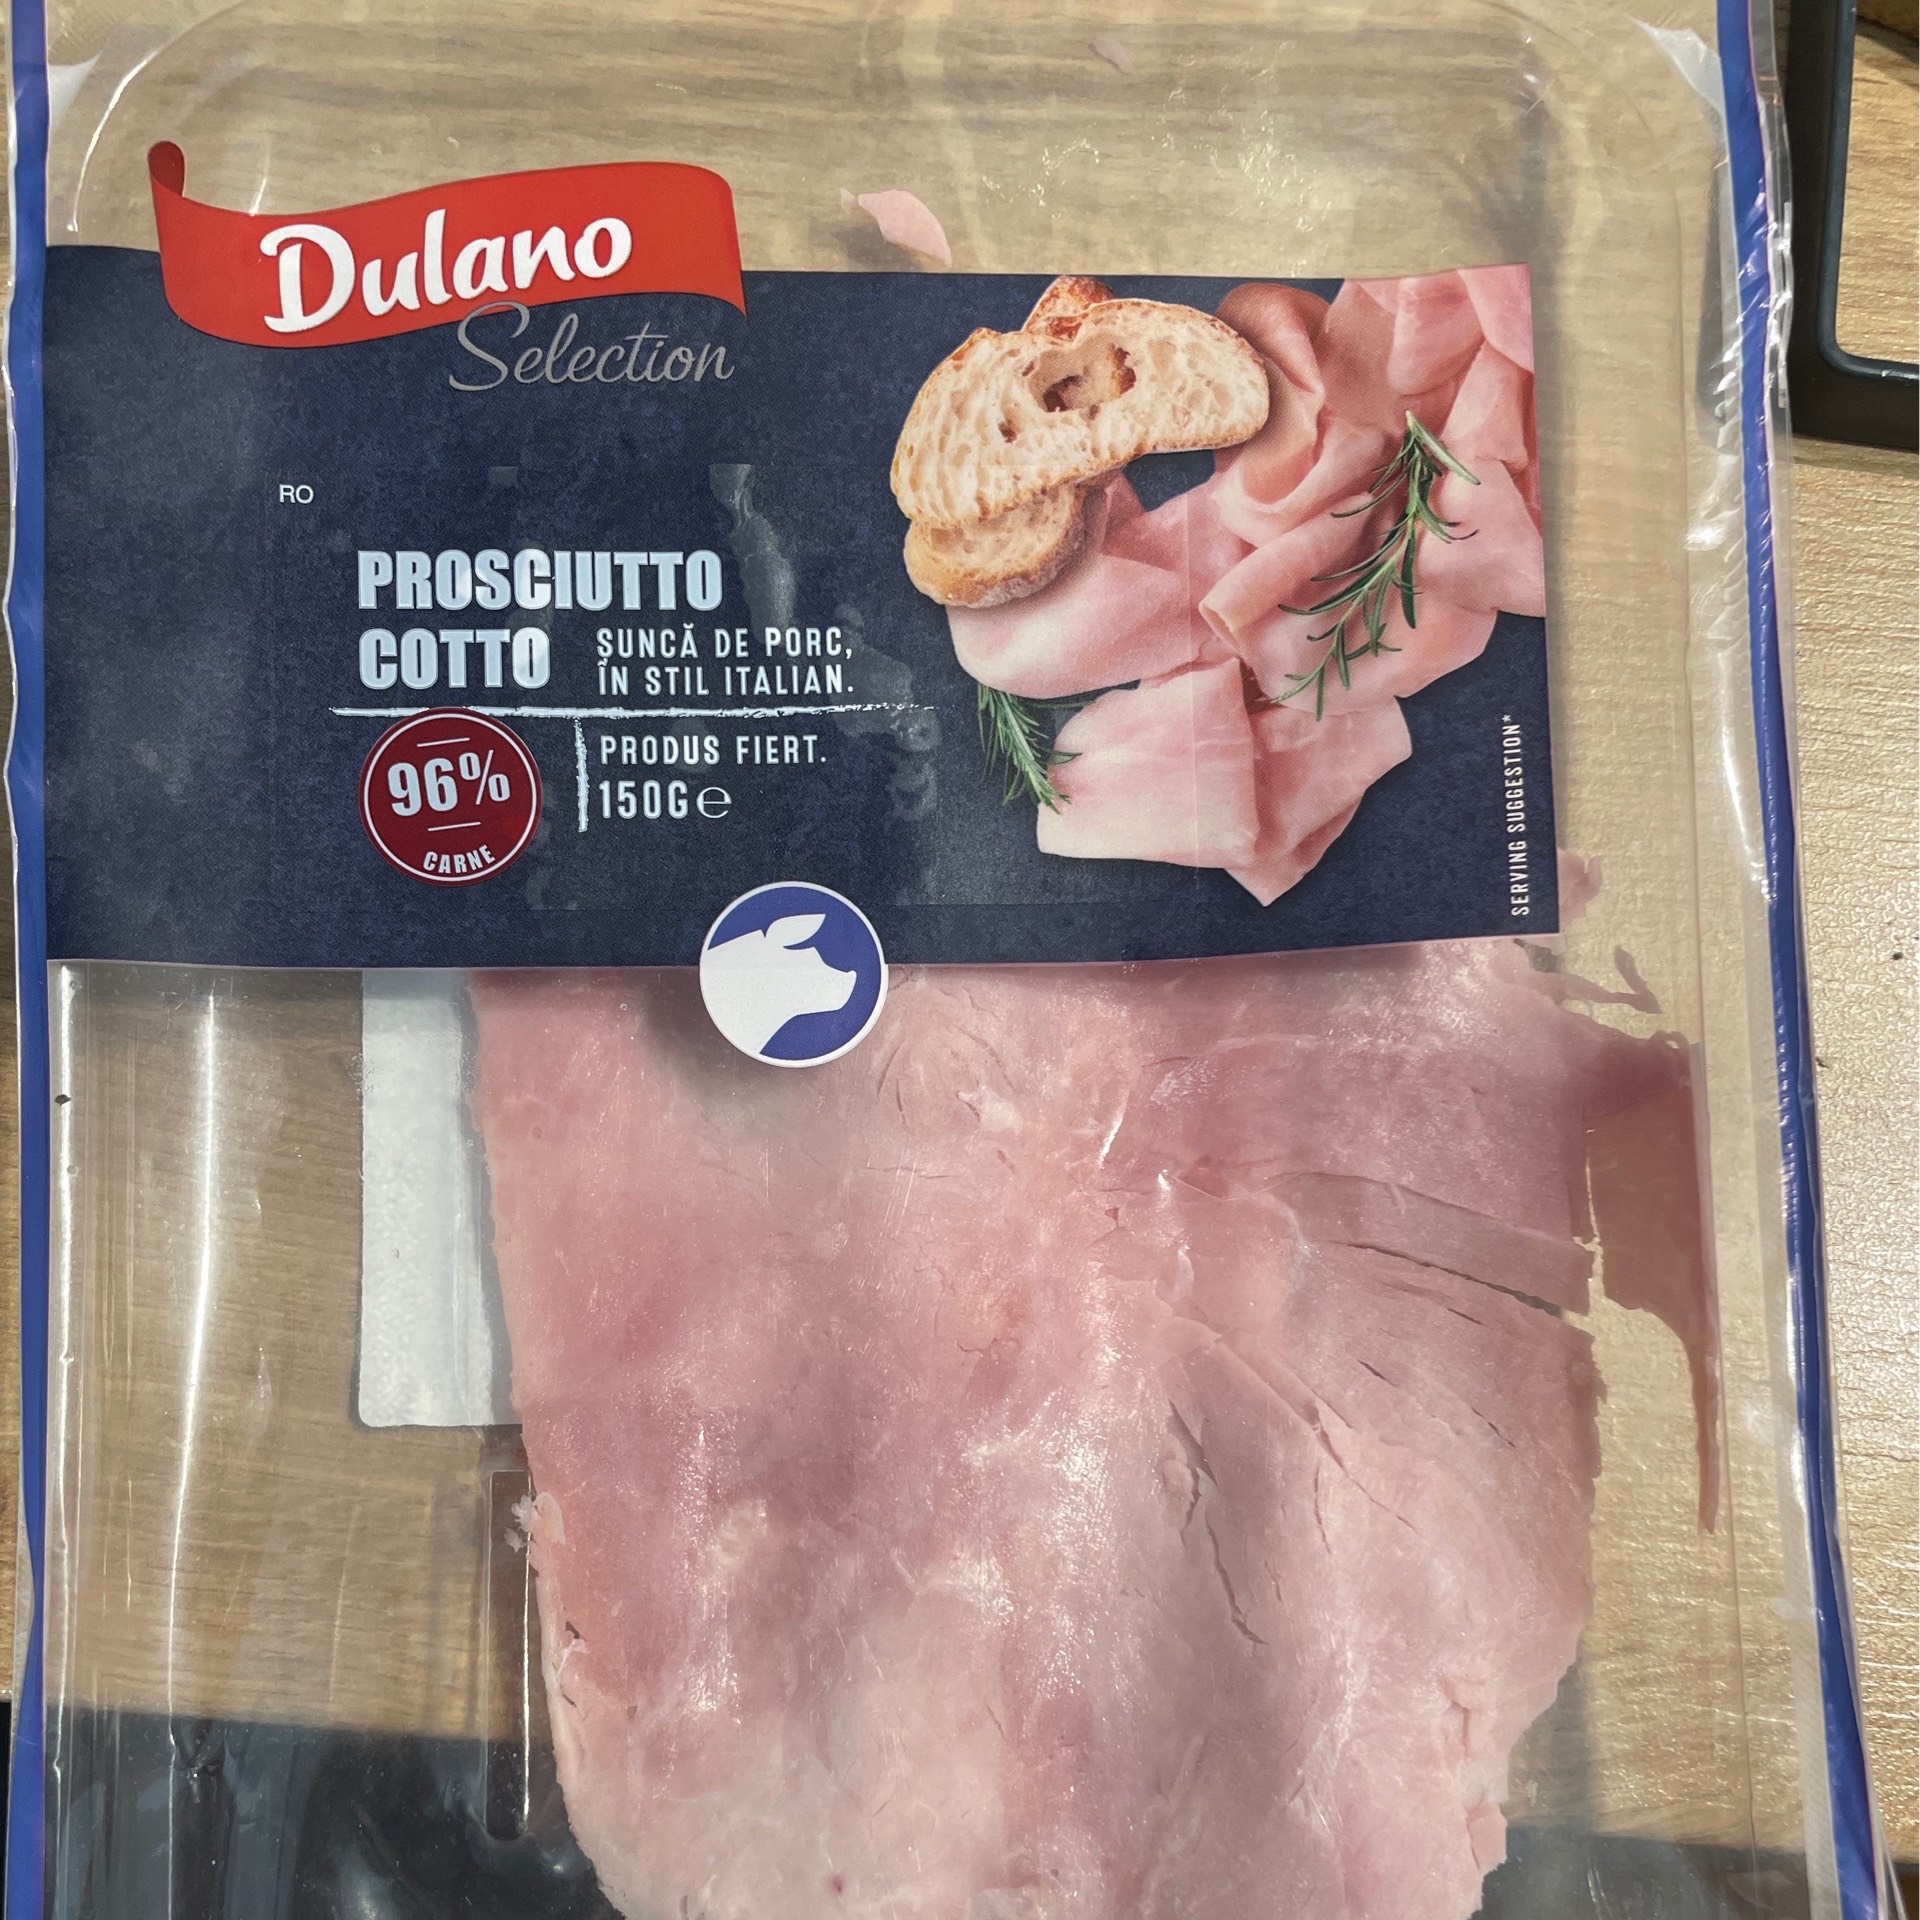 Dulano
Selection
RO
PROSCIUTTO
COTTO
ȘUNCĂ DE PORC,
ÎN STIL ITALIAN.
96%
CARNE
PRODUS FIERT.
150G℮
SERVING SUGGESTION*